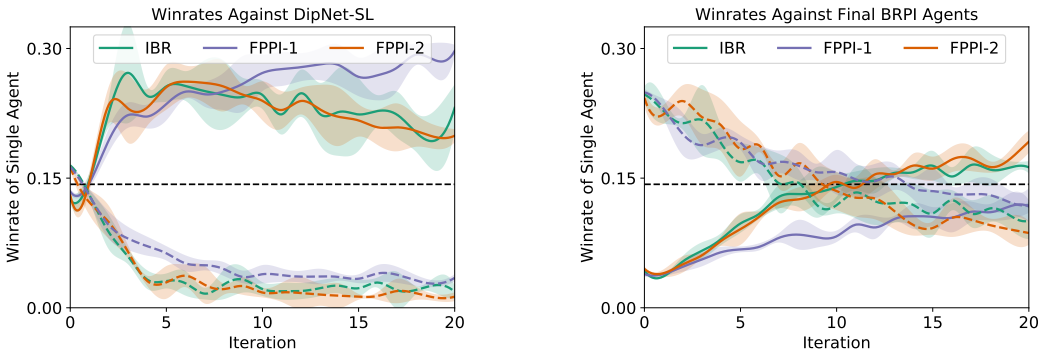 Winrates Against DipNet-SL
IBR FPPI-1 FPPI-2
Winrate of Single Agent
0.30
0.15
0.00
0 5 10 15 20
Iteration
Winrates Against Final BRPI Agents
IBR FPPI-1 FPPI-2
Winrate of Single Agent
0.30
0.15
0.00
0 5 10 15 20
Iteration